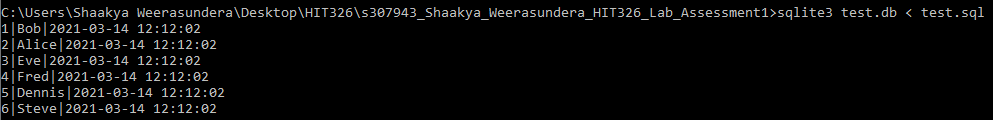 C:\Users\Shaakya Weerasundera\Desktop\HIT326\s307943_Shaakya_Weerasundera_HIT326_Lab_Assessment1>sqlite3 test.db < test.sql
1|Bob|2021-03-14 12:12:02
2|Alice|2021-03-14 12:12:02
3|Eve|2021-03-14 12:12:02
4|Fred|2021-03-14 12:12:02
5|Dennis|2021-03-14 12:12:02
6|Steve|2021-03-14 12:12:02